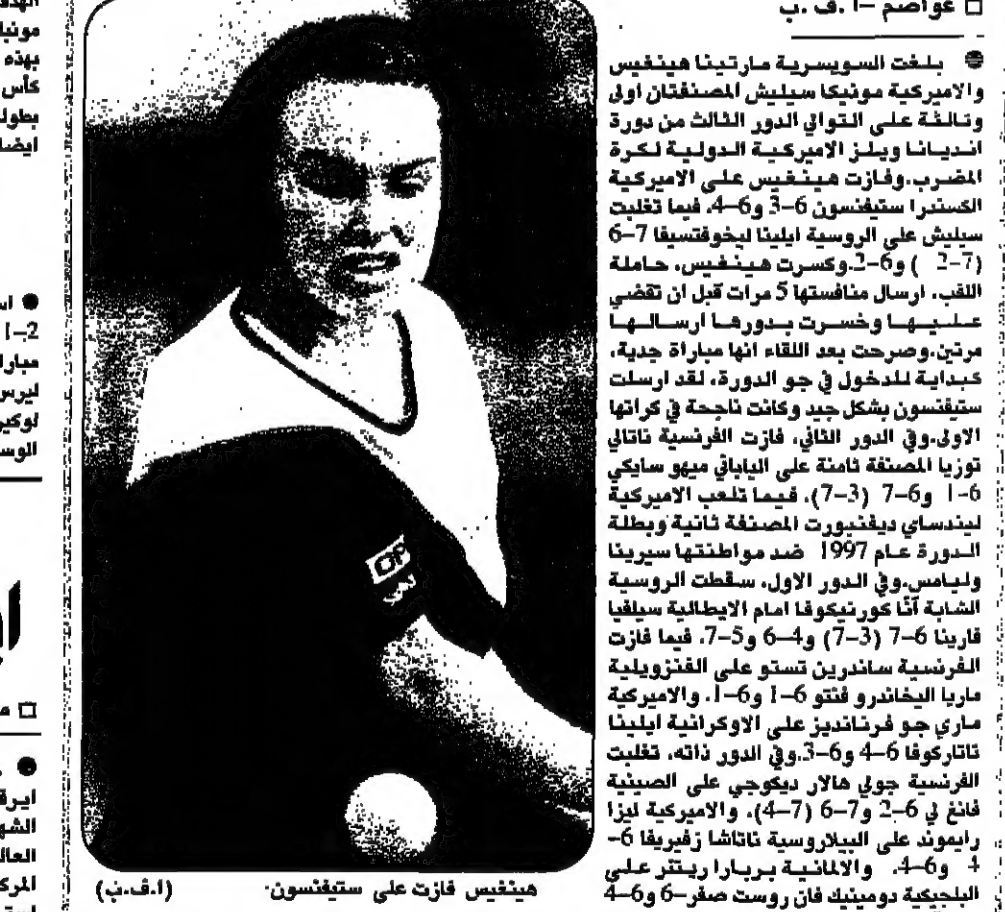 □ عواصم – ا. ف. ب
● بلغت السويسرية مارتينا هينغيس
والاميركية مونيكا سيليش المصنفتان اولى
وثالثة على التوالي الدور الثالث من دورة
انديانا ويلز الاميركية الدولية لكرة
المضرب.وفازت هينغيس على الاميركية
الكسندرا ستيفنسون 6–3 و6–4، فيما تغلبت
سيليش على الروسية ايلينا ليخوفتسيفا 7–6
(7–2 ) و6–2.وكسرت هينغيس، حاملة
اللقب، ارسال منافستها 5 مرات قبل ان تقضي
عليها وخسرت بدورها ارسالها
مرتين.وصرحت بعد اللقاء انها مباراة جدية،
كبداية للدخول في جو الدورة، لقد ارسلت
ستيفنسون بشكل جيد وكانت ناجحة في كراتها
الاولى.وفي الدور الثاني، فازت الفرنسية ناتالي
توزيا المصنفة ثامنة على الياباني ميهو سايكي
6-1 و6–7 (3–7)، فيما تلعب الاميركية
ليندساي ديفنبورت المصنفة ثانية وبطلة
الدورة عام 1997 ضد مواطنتها سيرينا
وليامس.وفي الدور الاول، سقطت الروسية
الشابة آنا كورنيكوفا امام الايطالية سيلفيا
فارينا 6–7 (3–7) و4–6 و5–7، فيما فازت
الفرنسية ساندرين تستو على الفنزويلية
ماريا اليخاندرو فنتو 6–1 و6–1، والاميركية
ماري جو فرنانديز على الاوكرانية ايلينا
تاتاركوفا 6–4 و6–3.وفي الدور ذاته، تغلبت
الفرنسية جولي هالار ديكوجي على الصينية
فانغ لي 6–2 و7–6 (7–4)، والاميركية ليزا
رايموند على البيلاروسية ناتاشا زفيريفا 6–
4 و6–4، والالمانية بربارا ريتنر على
البلجيكية دومينيك فان روست صفر–6 و6–4
هينغيس فازت على ستيفنسون (ا.ف.ب)